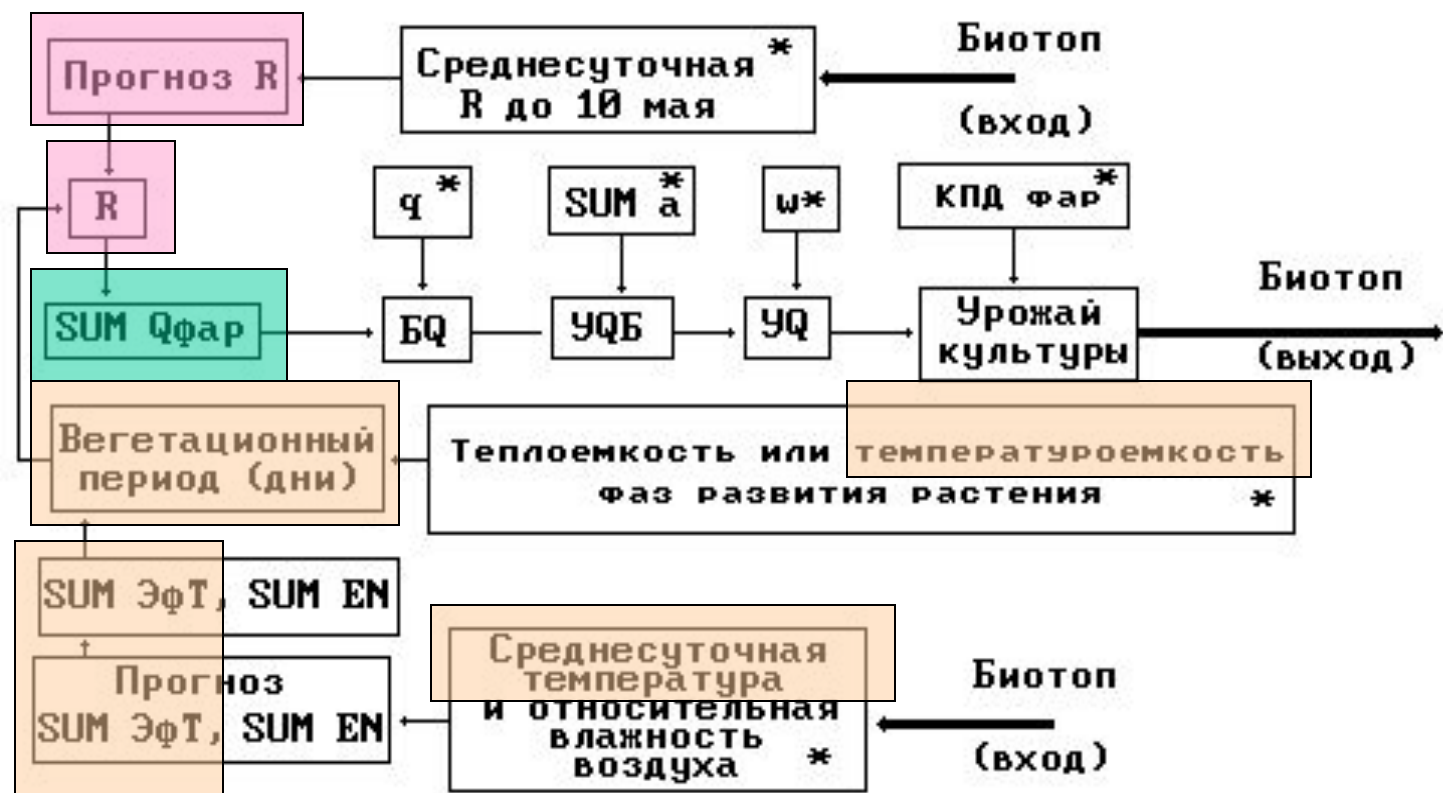 Прогноз R
Среднесуточная *
R до 10 мая
Биотоп
(вход)
R
q *
SUM a *
w*
КПД фар*
SUM Qфар
БQ
УQБ
УQ
Урожай
культуры
Биотоп
(выход)
Вегетационный
период (дни)
Теплоемкость или температуроемкость
фаз развития растения *
SUM ЭфТ, SUM EN
Прогноз
SUM ЭфТ, SUM EN
Среднесуточная
температура
и относительная
влажность
воздуха *
Биотоп
(вход)